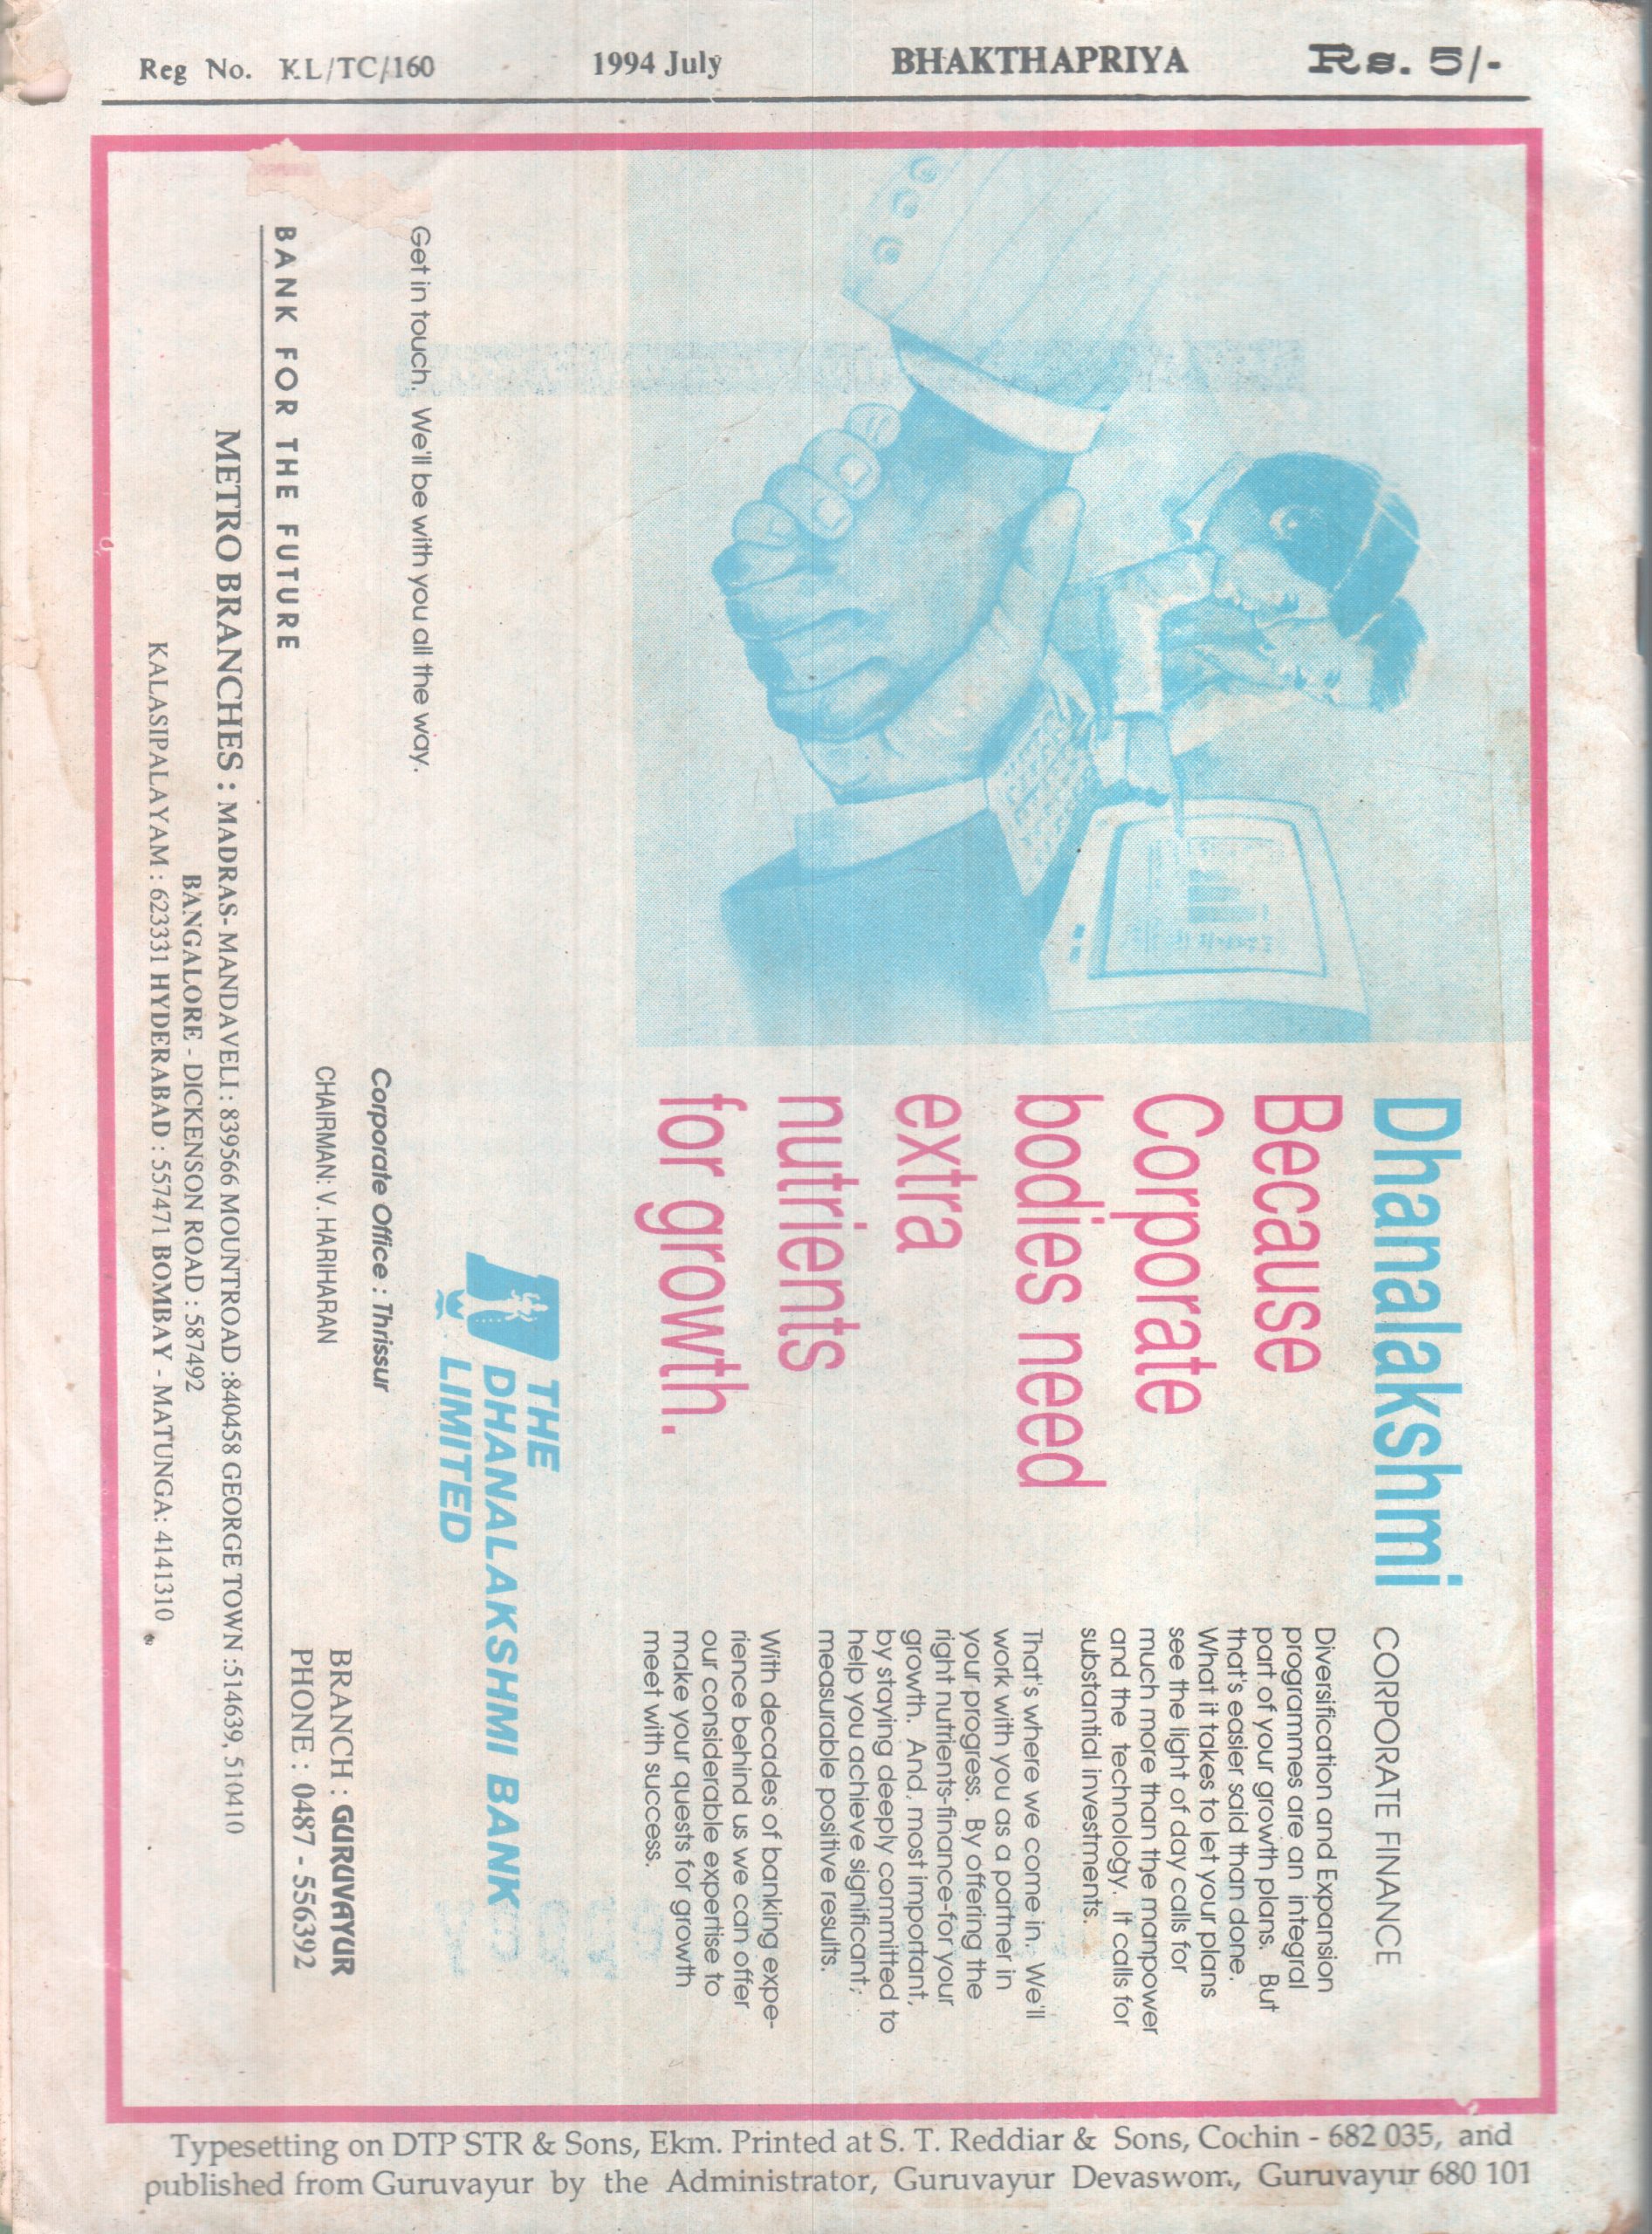 Reg No. KL/TC/160 1994 July BHAKTHAPRIYA Rs. 5/-
Dhanalakshmi
Because
Corporate
bodies need
extra
nutrients
for growth.
CORPORATE FINANCE
Diversification and Expansion
programmes are an integral
part of your growth plans. But
that's easier said than done.
What it takes to let your plans
see the light of day calls for
much more than the manpower
and the technology. It calls for
substantial investments.
That's where we come in. We'll
work with you as a partner in
your progress. By offering the
right nutrients-finance-for your
growth. And, most important,
by staying deeply committed to
help you achieve significant,
measurable positive results.
With decades of banking expe-
rience behind us we can offer
our considerable expertise to
make your quests for growth
meet with success.
Get in touch. We'll be with you all the way.
THE
DHANALAKSHMI BANK
LIMITED
Corporate Office : Thrissur
CHAIRMAN: V. HARIHARAN
BRANCH : GURUVAYUR
PHONE : 0487 - 556392
BANK FOR THE FUTURE
METRO BRANCHES : MADRAS- MANDAVELI : 839566 MOUNTROAD :840458 GEORGE TOWN :514639, 510410
BANGALORE - DICKENSON ROAD : 587492
KALASIPALAYAM : 623331 HYDERABAD : 557471 BOMBAY - MATUNGA: 4141310
Typesetting on DTP STR & Sons, Ekm. Printed at S. T. Reddiar & Sons, Cochin - 682 035, and
published from Guruvayur by the Administrator, Guruvayur Devaswom, Guruvayur 680 101